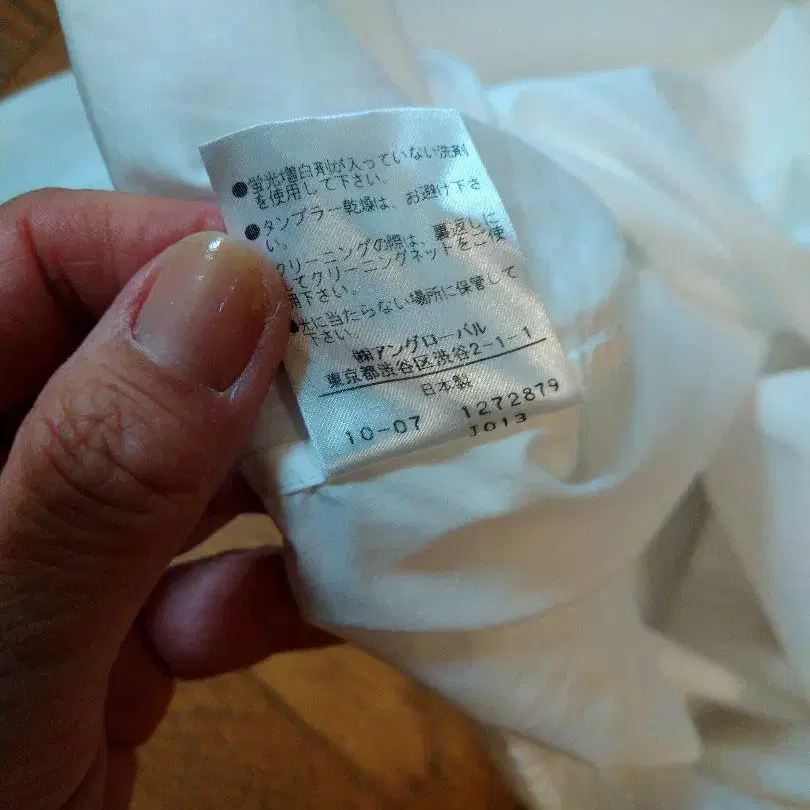 ●蛍光増白剤が入っていない洗剤
を使用して下さい。
●タンブラー乾燥は、お避け下さ
い。
クリーニングの際は、裏返しに
してクリーニングネットをご使
用下さい。
●光に当たらない場所に保管して
下さい。
㈱アングローバル
東京都渋谷区渋谷2-1-1
日本製
10-07 1272879
J013